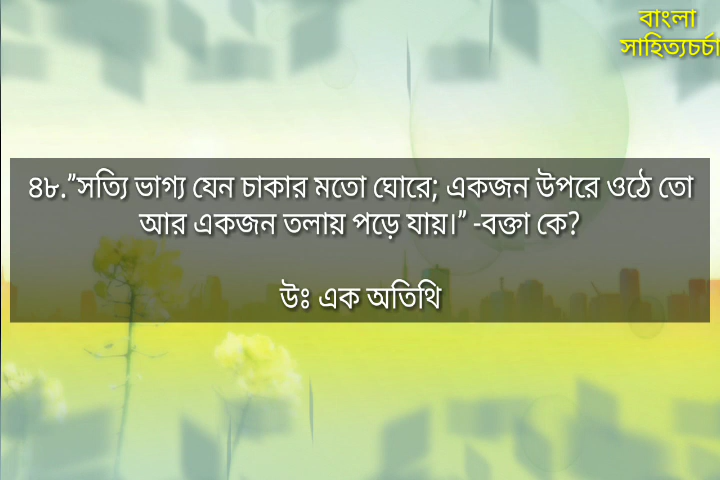 বাংলা
সাহিত্যচর্চা
৪৮."সত্যি ভাগ্য যেন চাকার মতো ঘোরে; একজন উপরে ওঠে তো
আর একজন তলায় পড়ে যায়।" -বক্তা কে?
উঃ এক অতিথি